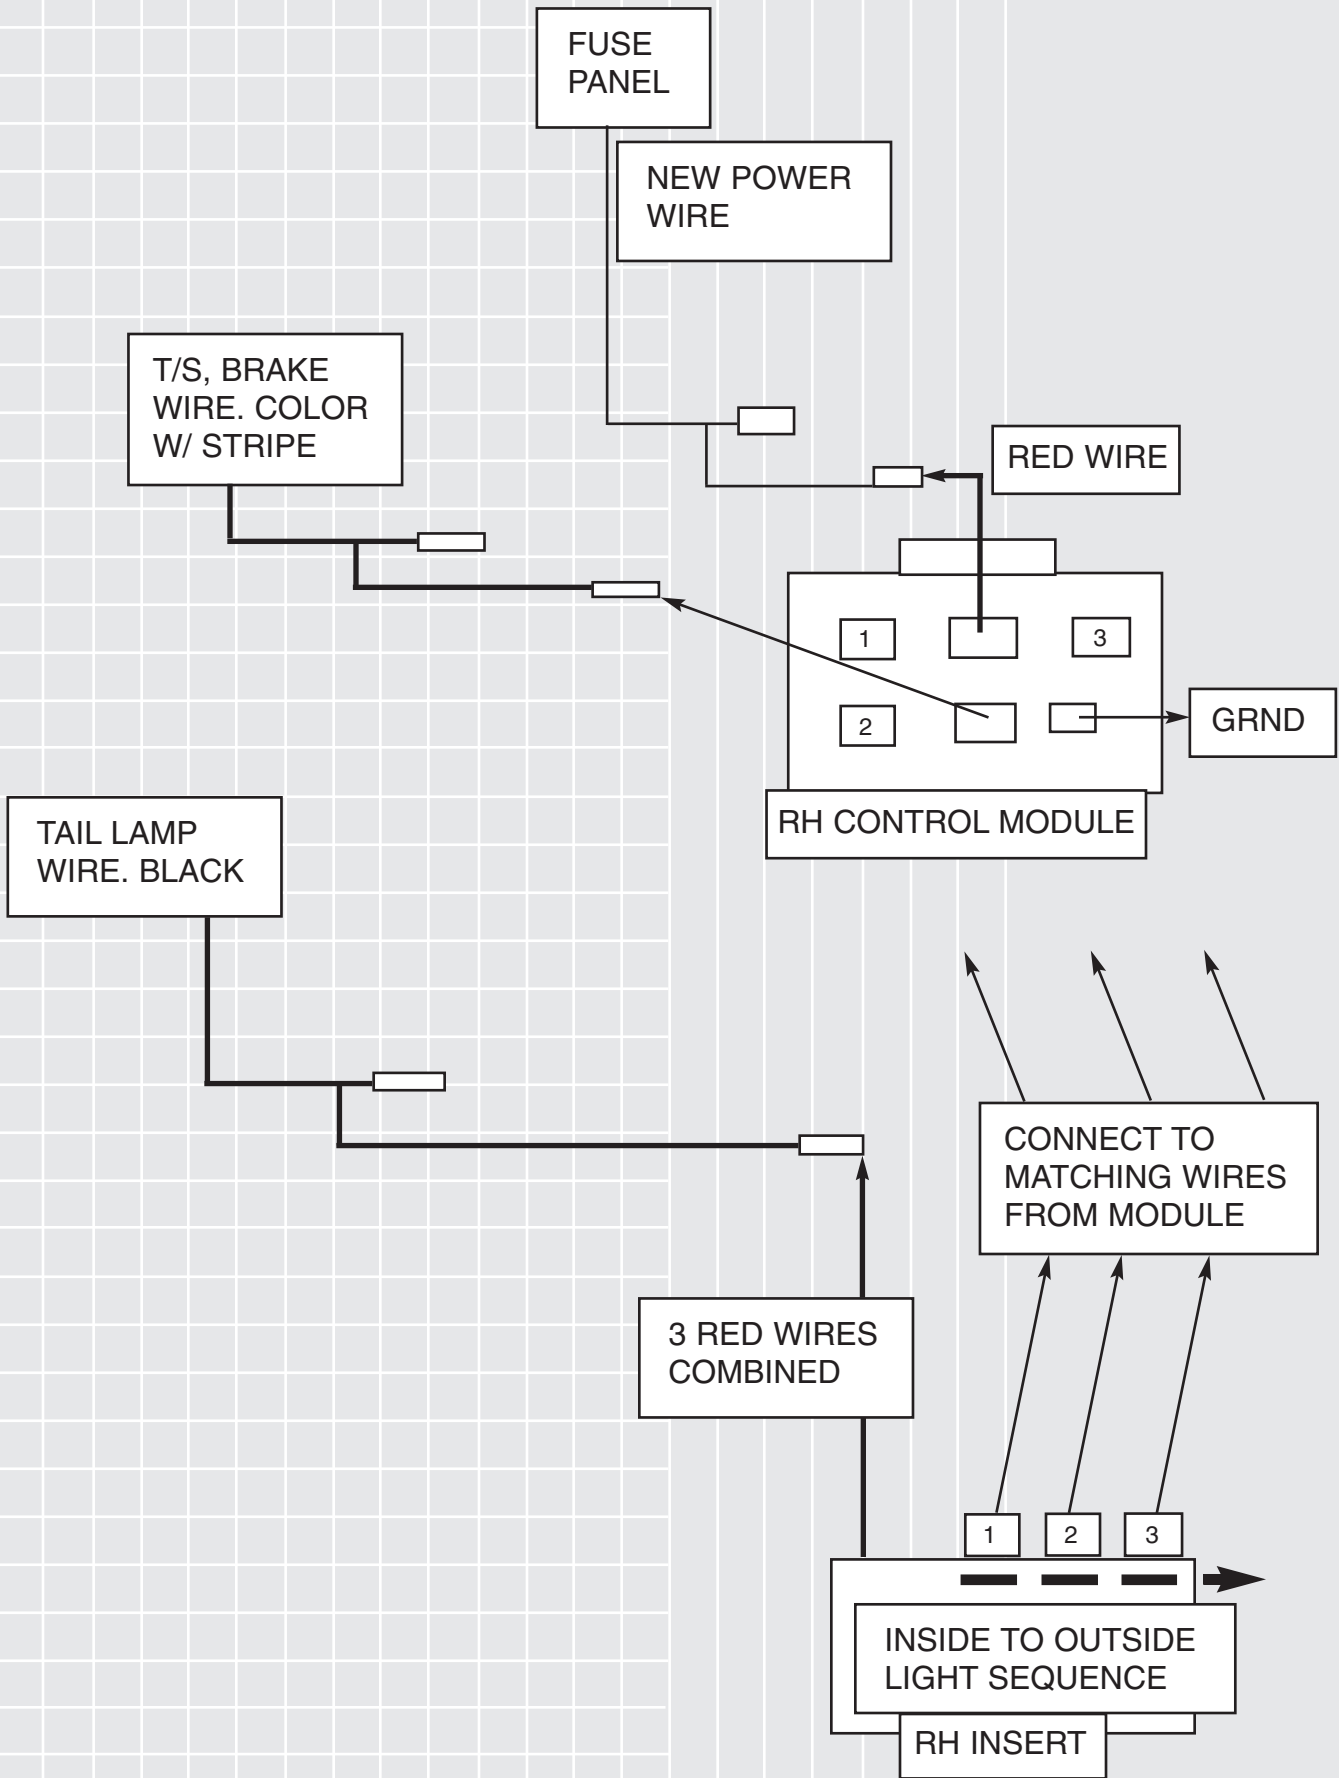 FUSE
PANEL
NEW POWER
WIRE
T/S, BRAKE
WIRE. COLOR
W/ STRIPE
RED WIRE
1
3
2
GRND
RH CONTROL MODULE
TAIL LAMP
WIRE. BLACK
CONNECT TO
MATCHING WIRES
FROM MODULE
3 RED WIRES
COMBINED
1
2
3
INSIDE TO OUTSIDE
LIGHT SEQUENCE
RH INSERT